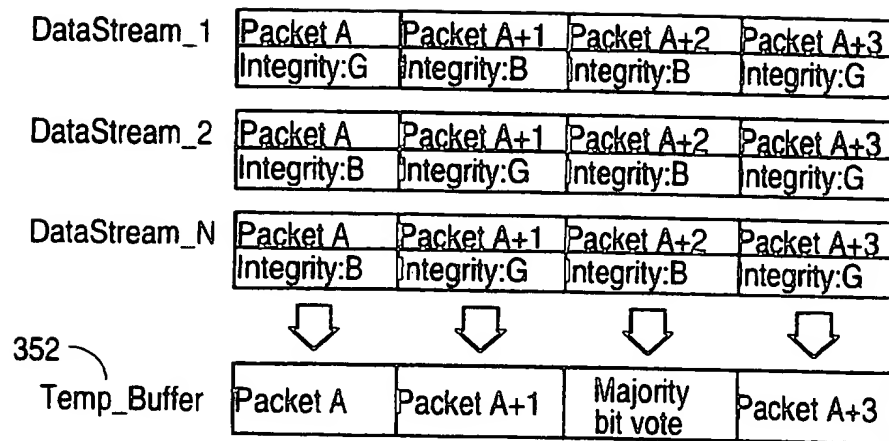 DataStream_1 Packet A Packet A+1 Packet A+2 Packet A+3
Integrity:G Integrity:B Integrity:B Integrity:G
DataStream_2 Packet A Packet A+1 Packet A+2 Packet A+3
Integrity:B Integrity:G Integrity:B Integrity:G
DataStream_N Packet A Packet A+1 Packet A+2 Packet A+3
Integrity:B Integrity:G Integrity:B Integrity:G
352
Temp_Buffer Packet A Packet A+1 Majority bit vote Packet A+3